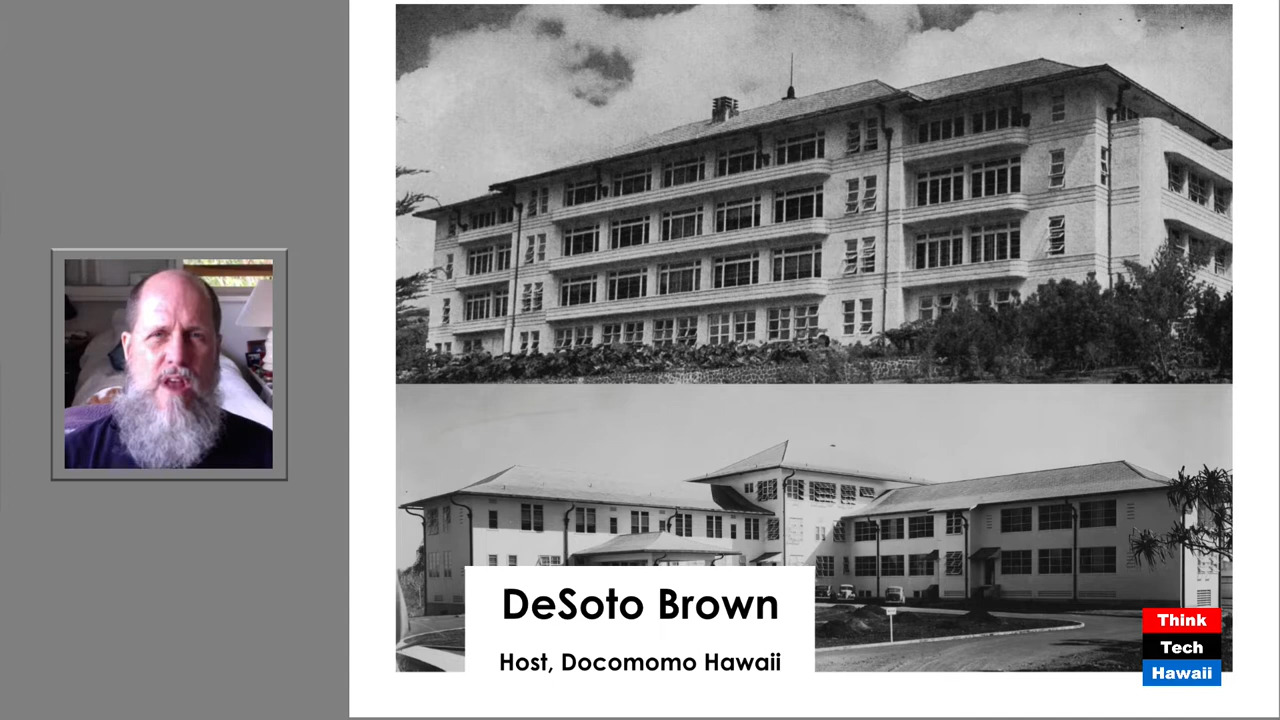 DeSoto Brown
Host, Docomomo Hawaii
Think
Tech
Hawaii